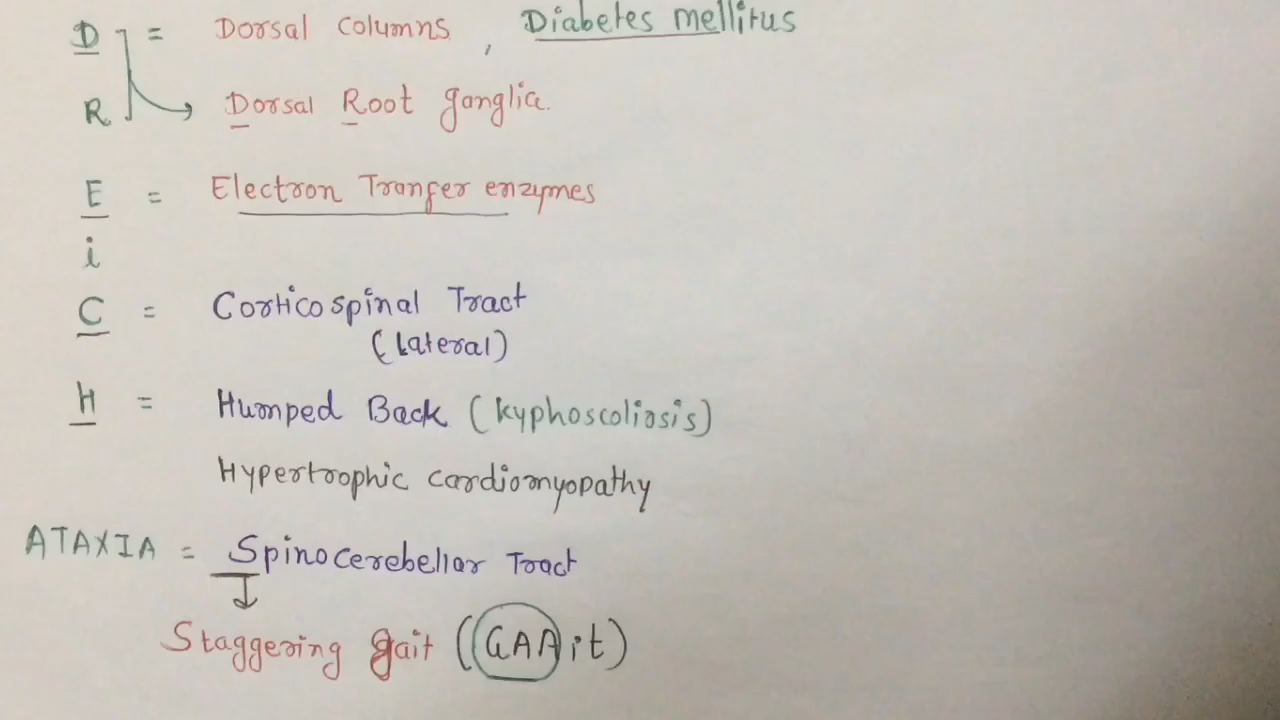 D = Dorsal columns, Diabetes mellitus
R Dorsal Root ganglia.
E = Electron Tranfer enzymes
i
C = Corticospinal Tract
(Lateral)
H = Humped Back (kyphoscoliosis)
Hypertrophic cardiomyopathy
ATAXIA = Spinocerebellar Tract
Staggering gait (GAAit)